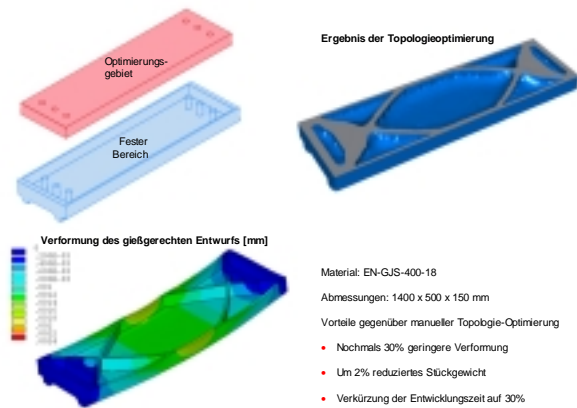 Optimierungs-
gebiet
Fester
Bereich
Ergebnis der Topologieoptimierung
Verformung des gießgerechten Entwurfs [mm]
Material: EN-GJS-400-18
Abmessungen: 1400 x 500 x 150 mm
Vorteile gegenüber manueller Topologie-Optimierung
• Nochmals 30% geringere Verformung
• Um 2% reduziertes Stückgewicht
• Verkürzung der Entwicklungszeit auf 30%